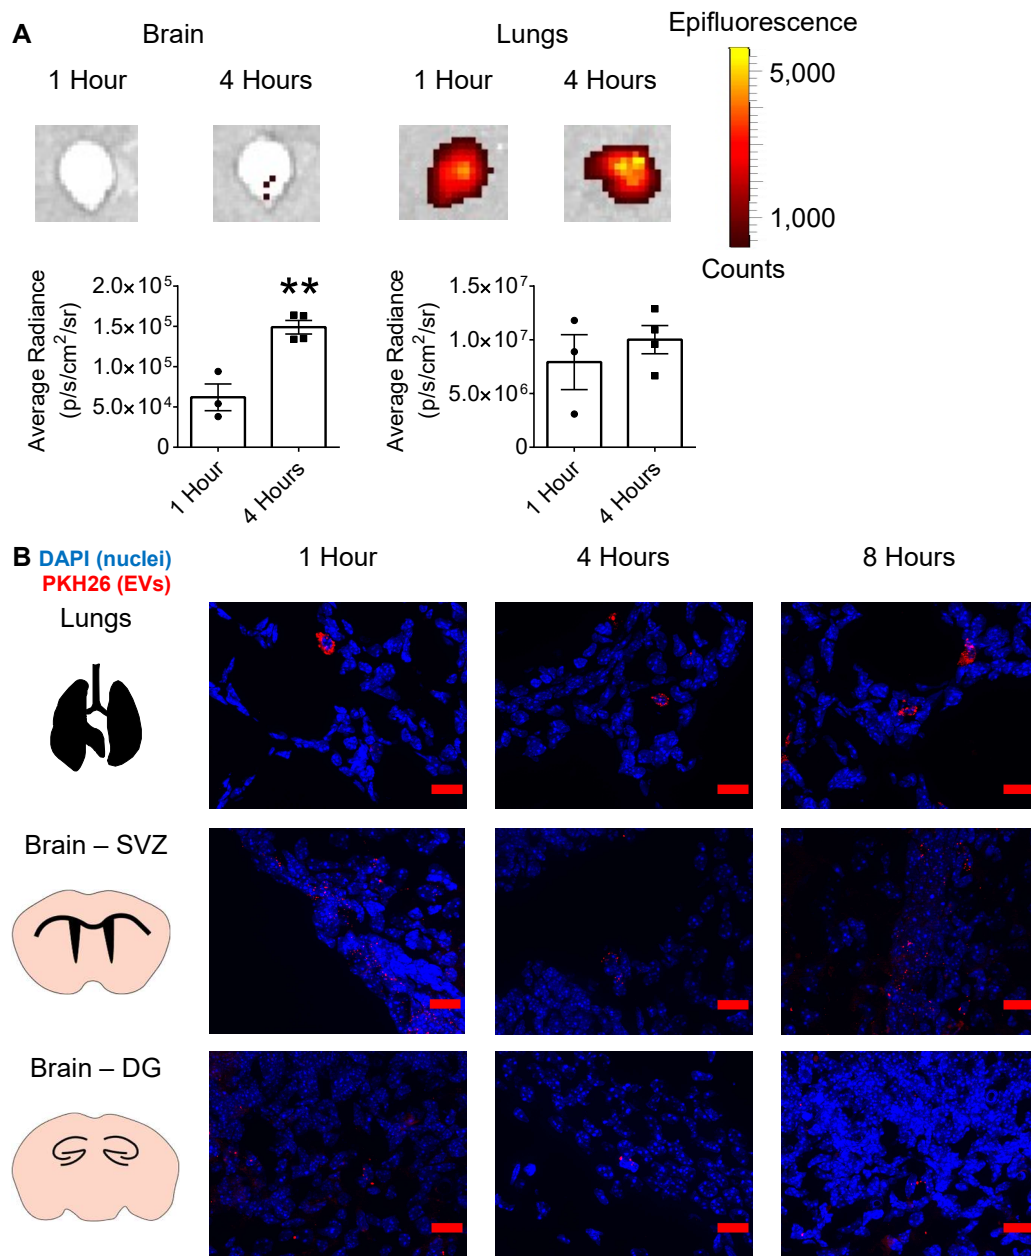 A
Brain
Lungs
Epifluorescence
1 Hour
4 Hours
1 Hour
4 Hours
5,000
1,000
Counts
Average Radiance
(p/s/cm²/sr)
2.0×10⁵
1.5×10⁵
1.0×10⁵
5.0×10⁴
0
**
1 Hour
4 Hours
Average Radiance
(p/s/cm²/sr)
1.5×10⁷
1.0×10⁷
5.0×10⁶
0
1 Hour
4 Hours
B DAPI (nuclei)
PKH26 (EVs)
1 Hour
4 Hours
8 Hours
Lungs
Brain – SVZ
Brain – DG